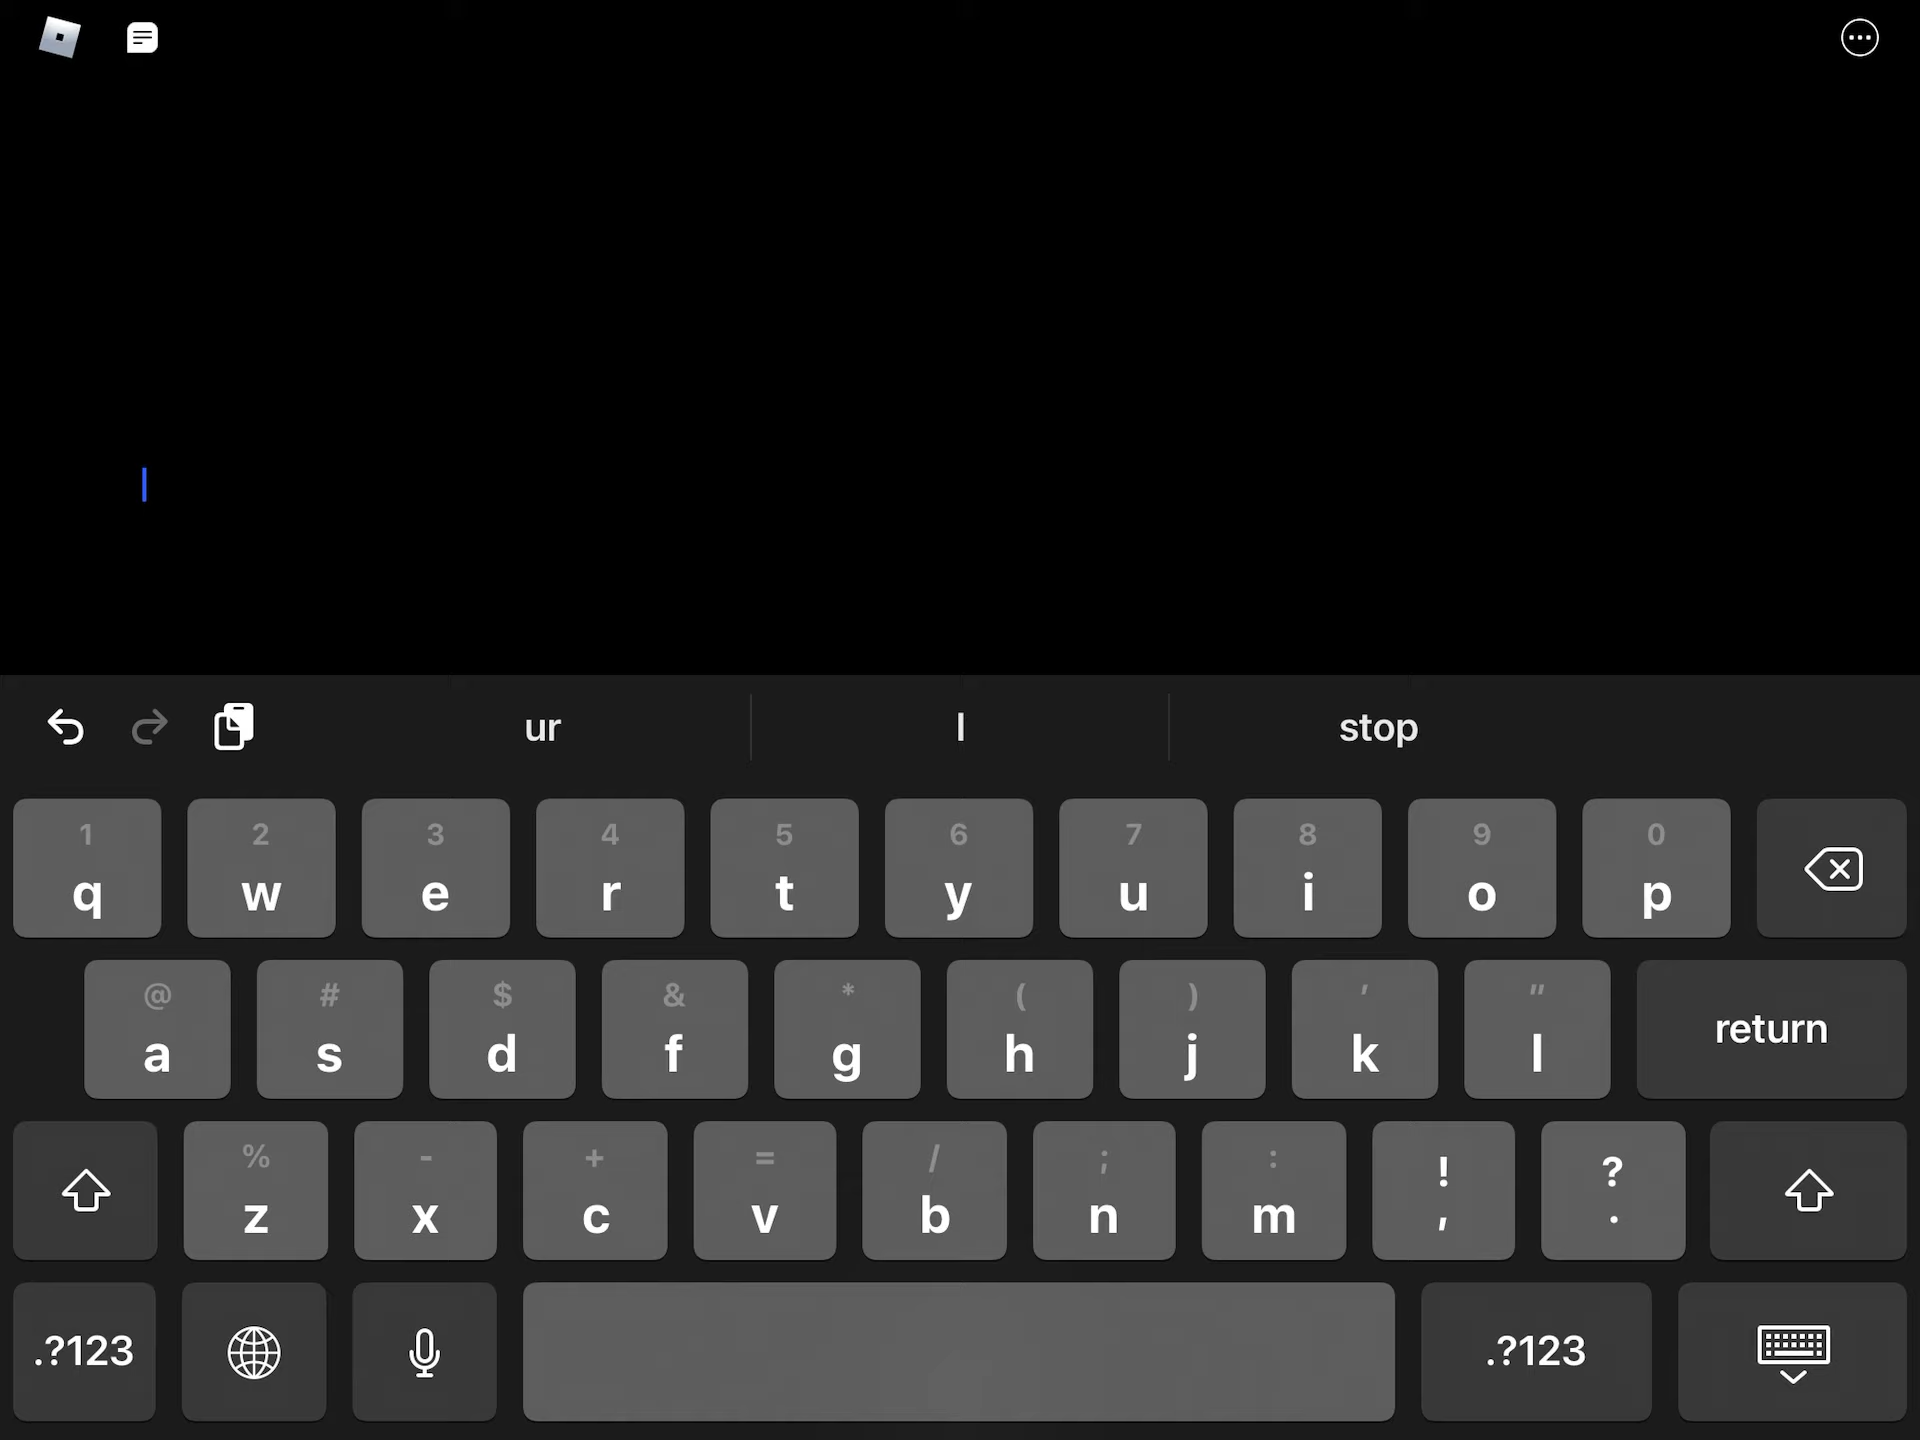 ur I stop
1 2 3 4 5 6 7 8 9 0
q w e r t y u i o p
@ # $ & * ( ) ' "
a s d f g h j k l return
% - + = / ; : ! ?
z x c v b n m , .
.?123 .?123